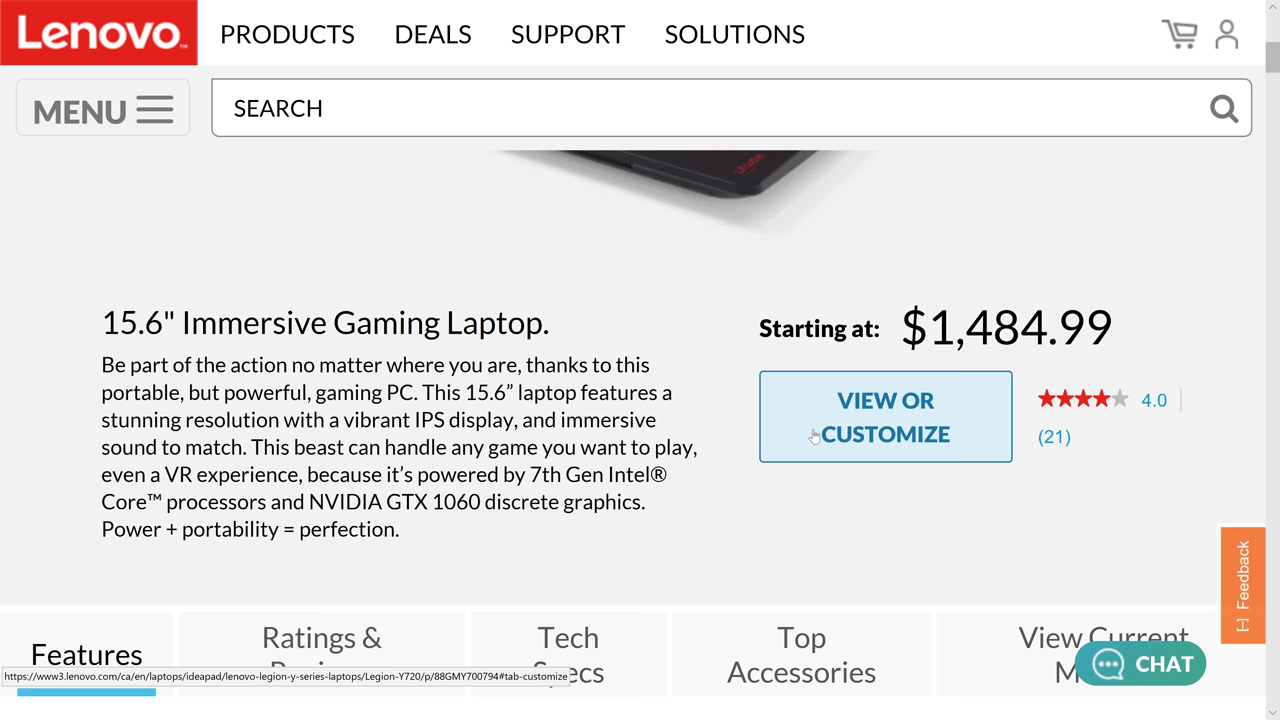 Lenovo™
PRODUCTS
DEALS
SUPPORT
SOLUTIONS
MENU
SEARCH
LEGION
15.6" Immersive Gaming Laptop.
Be part of the action no matter where you are, thanks to this
portable, but powerful, gaming PC. This 15.6” laptop features a
stunning resolution with a vibrant IPS display, and immersive
sound to match. This beast can handle any game you want to play,
even a VR experience, because it’s powered by 7th Gen Intel®
Core™ processors and NVIDIA GTX 1060 discrete graphics.
Power + portability = perfection.
Starting at: $1,484.99
VIEW OR
CUSTOMIZE
4.0
(21)
[-] Feedback
Features
Ratings &
Tech
Top
Accessories
View Current
CHAT
https://www3.lenovo.com/ca/en/laptops/ideapad/lenovo-legion-y-series-laptops/Legion-Y720/p/88GMY700794#tab-customize